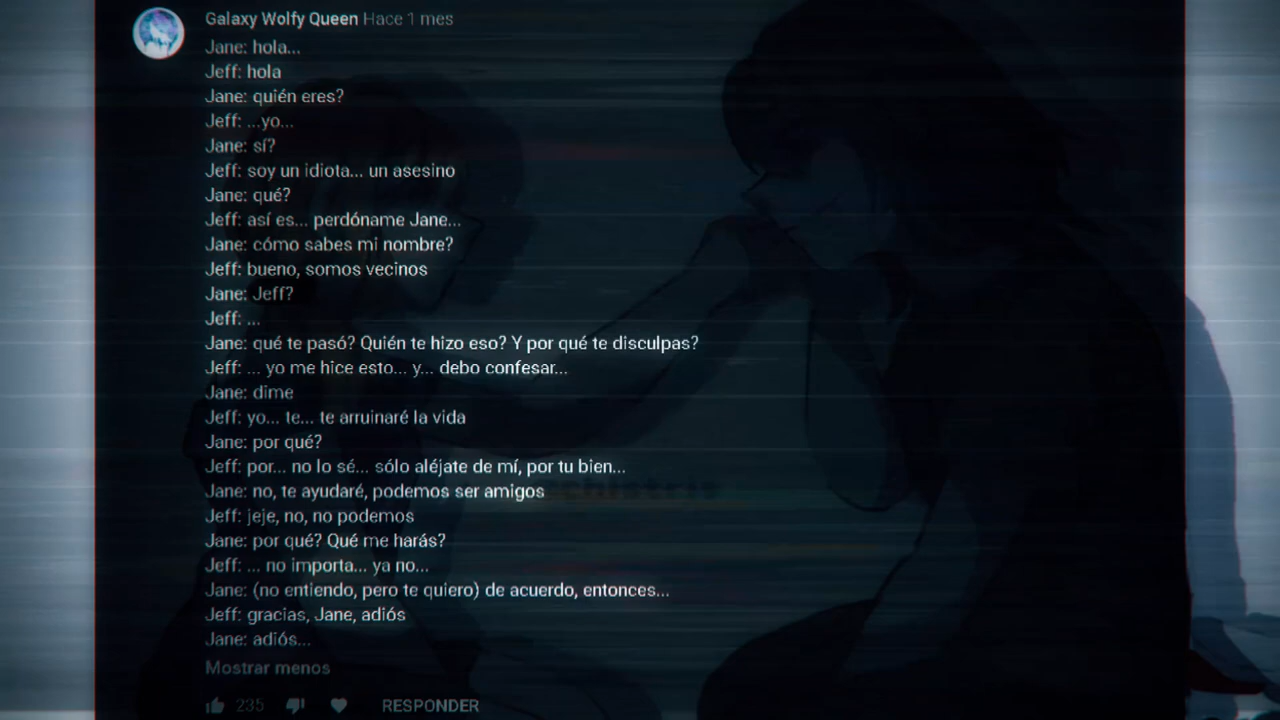 Galaxy Wolfy Queen Hace 1 mes
Jane: hola...
Jeff: hola
Jane: quién eres?
Jeff: ...yo...
Jane: sí?
Jeff: soy un idiota... un asesino
Jane: qué?
Jeff: así es... perdóname Jane...
Jane: cómo sabes mi nombre?
Jeff: bueno, somos vecinos
Jane: Jeff?
Jeff: ...
Jane: qué te pasó? Quién te hizo eso? Y por qué te disculpas?
Jeff: ... yo me hice esto... y... debo confesar...
Jane: dime
Jeff: yo... te... te arruinaré la vida
Jane: por qué?
Jeff: por... no lo sé... sólo aléjate de mí, por tu bien...
Jane: no, te ayudaré, podemos ser amigos
Jeff: jeje, no, no podemos
Jane: por qué? Qué me harás?
Jeff: ... no importa... ya no...
Jane: (no entiendo, pero te quiero) de acuerdo, entonces...
Jeff: gracias, Jane, adiós
Jane: adiós...
Mostrar menos
235 RESPONDER